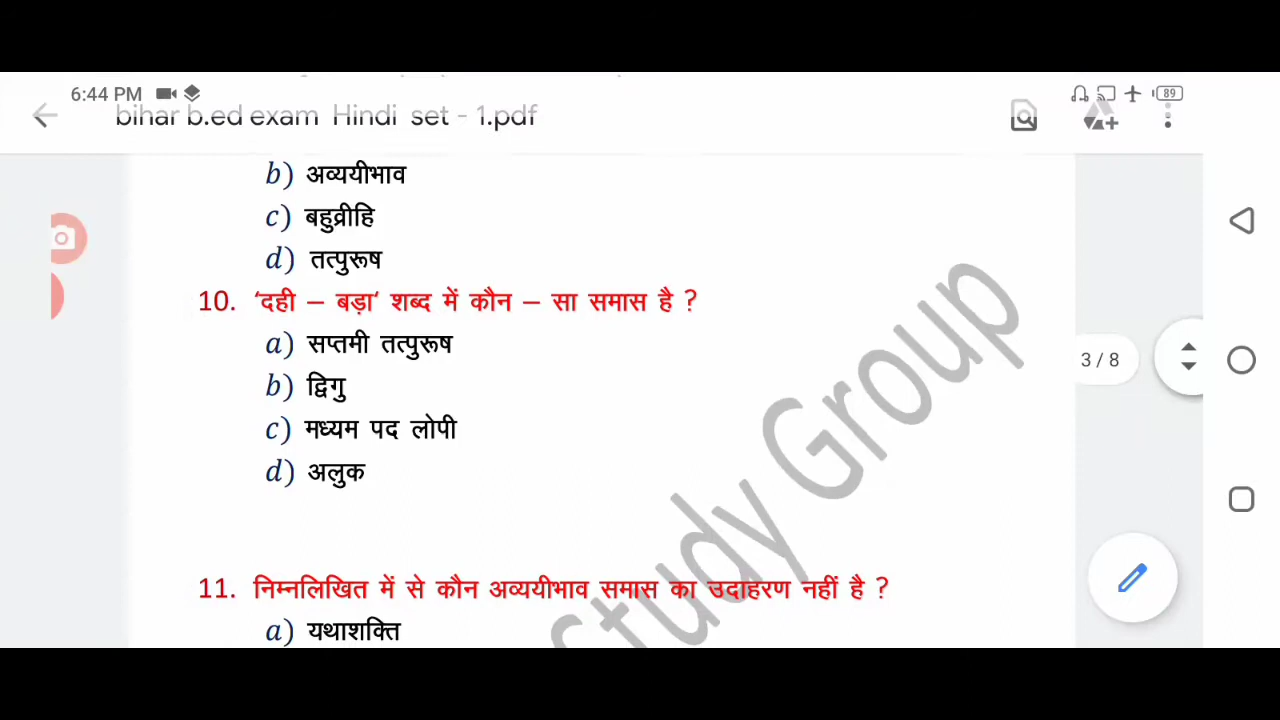 6:44 PM 89
bihar b.ed exam Hindi set - 1.pdf
b) अव्ययीभाव
c) बहुव्रीहि
d) तत्पुरूष
10. ‘दही – बड़ा’ शब्द में कौन – सा समास है ?
a) सप्तमी तत्पुरूष
3 / 8
b) द्विगु
c) मध्यम पद लोपी
d) अलुक
11. निम्नलिखित में से कौन अव्ययीभाव समास का उदाहरण नहीं है ?
a) यथाशक्ति
Study Group